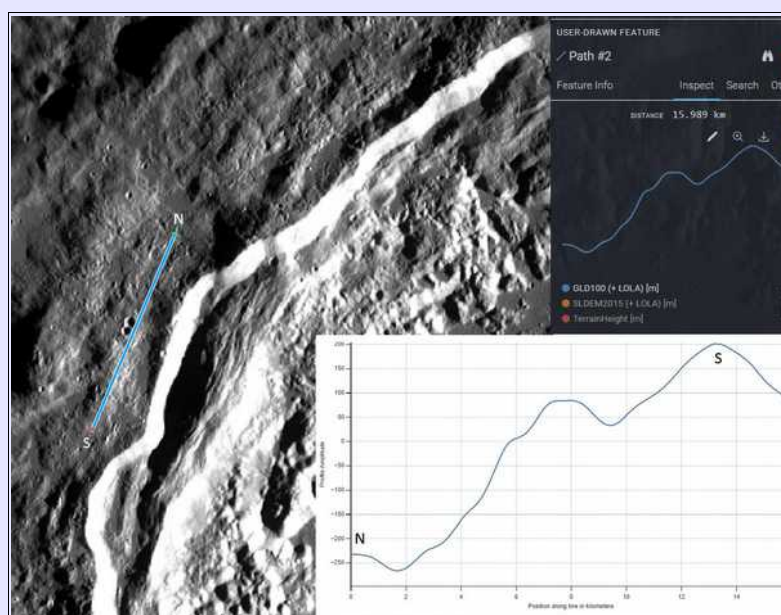 USER-DRAWN FEATURE
Path #2
Feature Info Inspect Search Ot
DISTANCE 15.989 km
GLD100 (+ LOLA) [m]
SLDEM2015 (+ LOLA) [m]
TerrainHeight [m]
N
S
200
150
100
50
0
-50
-100
-150
-200
-250
N
S
0 2 4 6 8 10 12 14
Position along line in kilometers